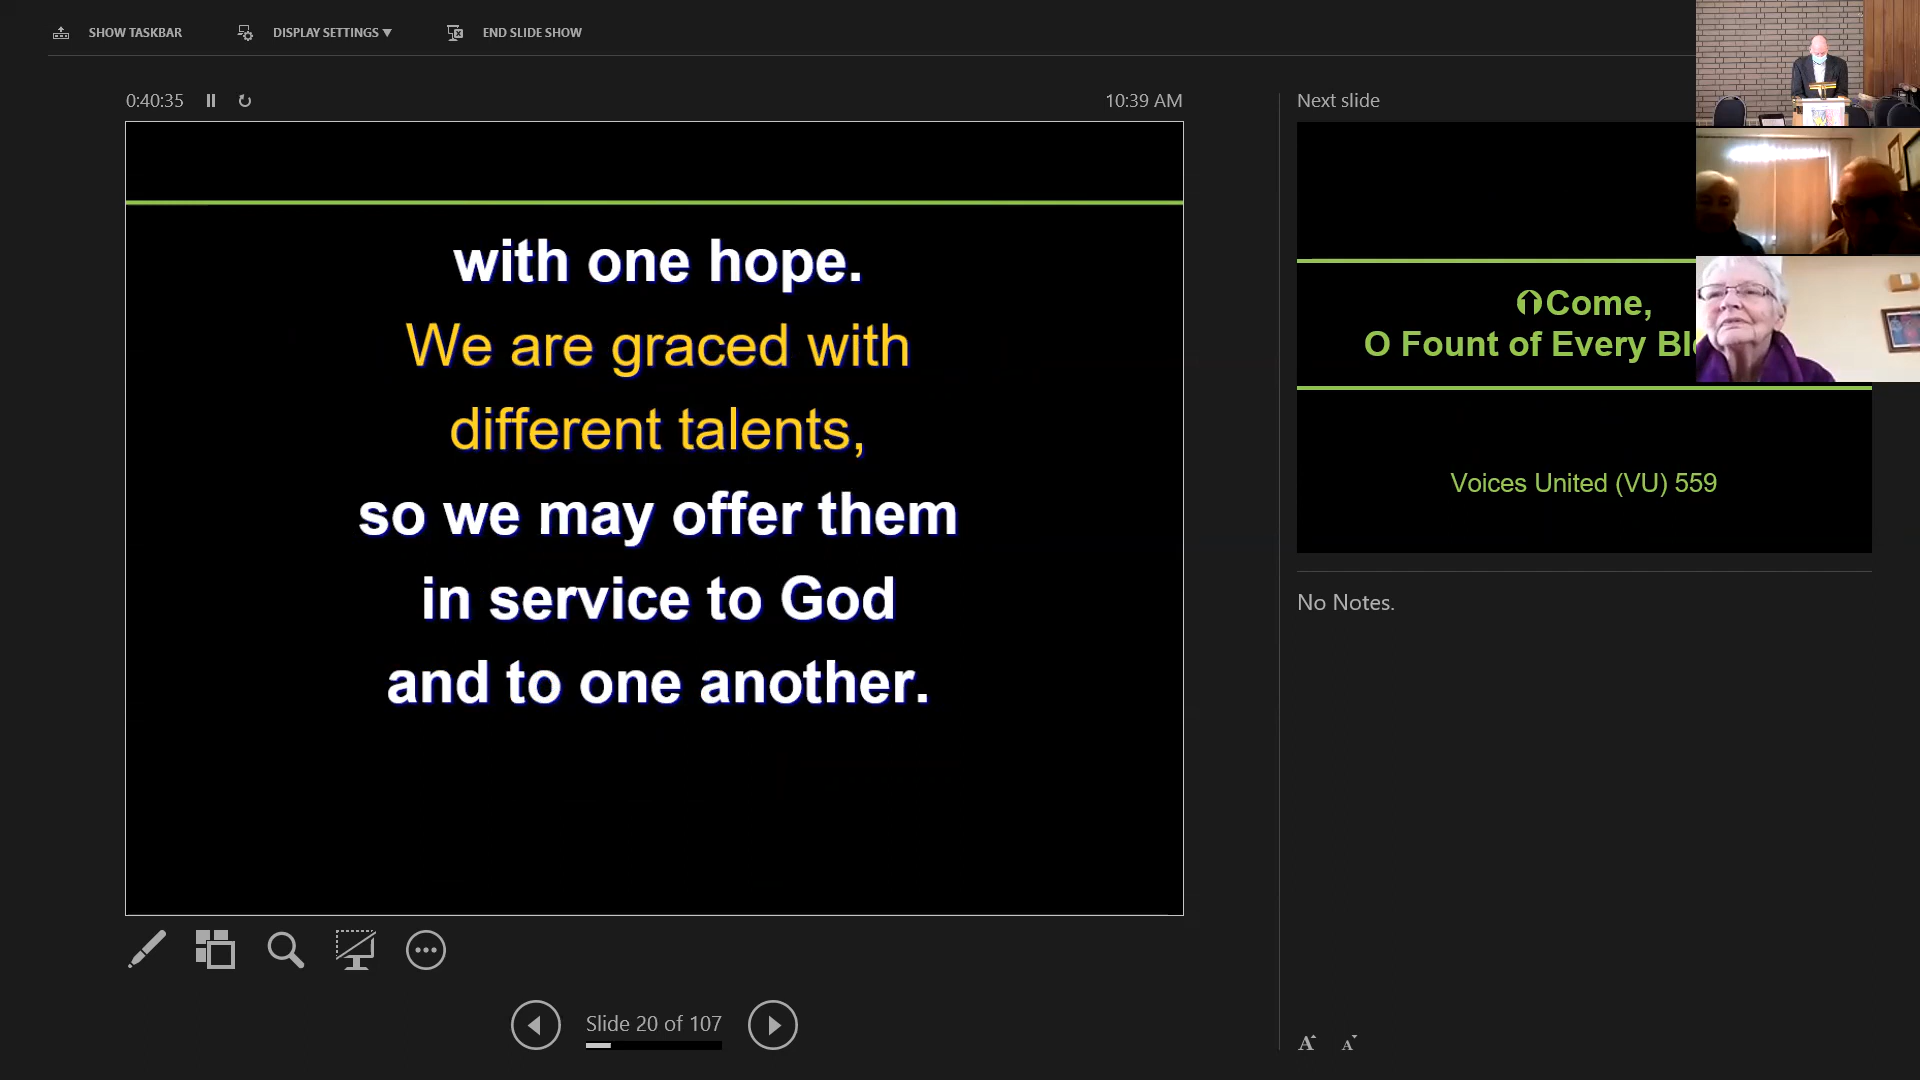 SHOW TASKBAR
DISPLAY SETTINGS ▼
END SLIDE SHOW
0:40:35
10:39 AM
with one hope.
We are graced with
different talents,
so we may offer them
in service to God
and to one another.
Slide 20 of 107
Next slide
Come,
O Fount of Every
Voices United (VU) 559
No Notes.
A
A